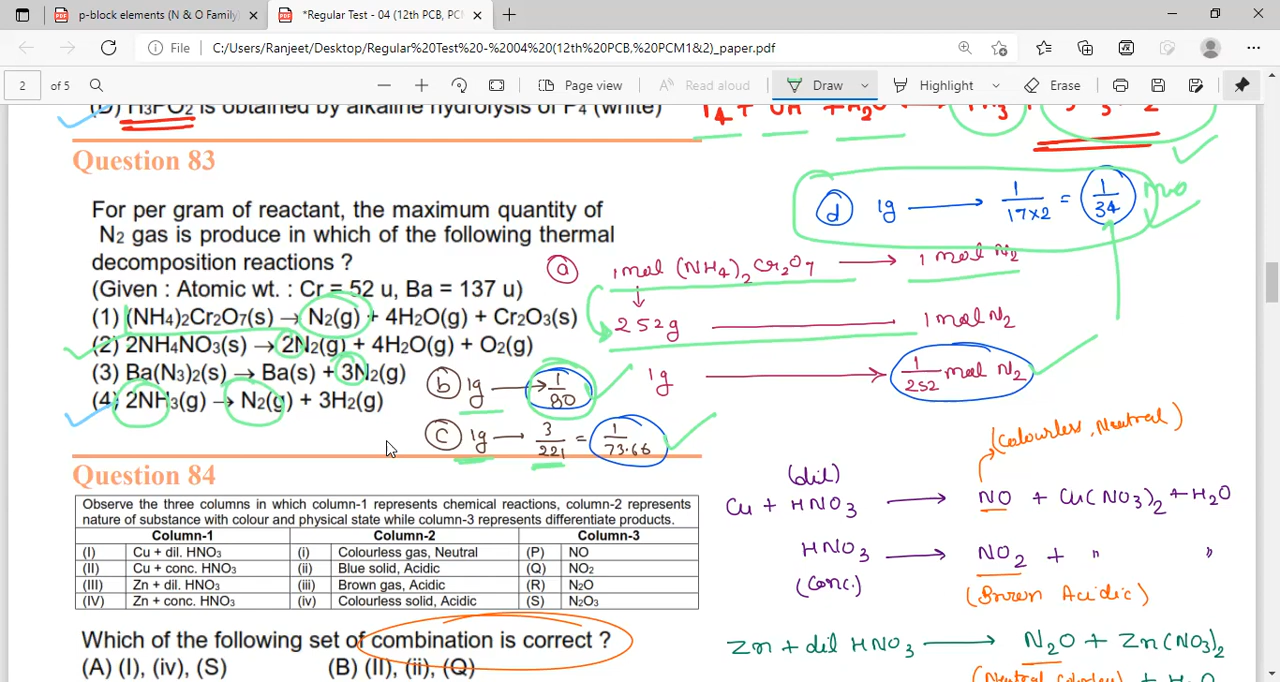 p-block elements (N & O Family)
*Regular Test - 04 (12th PCB, PCM
File
C:/Users/Ranjeet/Desktop/Regular%20Test%20-%2004%20(12th%20PCB,%20PCM1&2)_paper.pdf
2 of 5
Page view
Read aloud
Draw
Highlight
Erase
(D) H3PO2 is obtained by alkaline hydrolysis of P4 (white)
P4 + OH + H2O
Question 83
For per gram of reactant, the maximum quantity of
N2 gas is produce in which of the following thermal
decomposition reactions ?
(Given : Atomic wt. : Cr = 52 u, Ba = 137 u)
(1) (NH4)2Cr2O7(s) → N2(g) + 4H2O(g) + Cr2O3(s)
(2) 2NH4NO3(s) → 2N2(g) + 4H2O(g) + O2(g)
(3) Ba(N3)2(s) → Ba(s) + 3N2(g)
(4) 2NH3(g) → N2(g) + 3H2(g)
d 1g → 1/17×2 = 1/34
a 1mol (NH4)2Cr2O7 → 1 mol N2
252g — 1mol N2
1g → 1/252 mol N2
b 1g → 1/80
c 1g — 3/221 = 1/73.66
Question 84
Observe the three columns in which column-1 represents chemical reactions, column-2 represents
nature of substance with colour and physical state while column-3 represents differentiate products.
Column-1 Column-2 Column-3
(I) Cu + dil. HNO3 (i) Colourless gas, Neutral (P) NO
(II) Cu + conc. HNO3 (ii) Blue solid, Acidic (Q) NO2
(III) Zn + dil. HNO3 (iii) Brown gas, Acidic (R) N2O
(IV) Zn + conc. HNO3 (iv) Colourless solid, Acidic (S) N2O3
Which of the following set of combination is correct ?
(A) (I), (iv), (S) (B) (II), (ii), (Q)
(Colourless, Neutral)
(dil)
Cu + HNO3 → NO + Cu(NO3)2 + H2O
HNO3 → NO2 + " "
(Conc.) (Brown Acidic)
Zn + dil HNO3 → N2O + Zn(NO3)2
(Neutral Colourless) + H2O